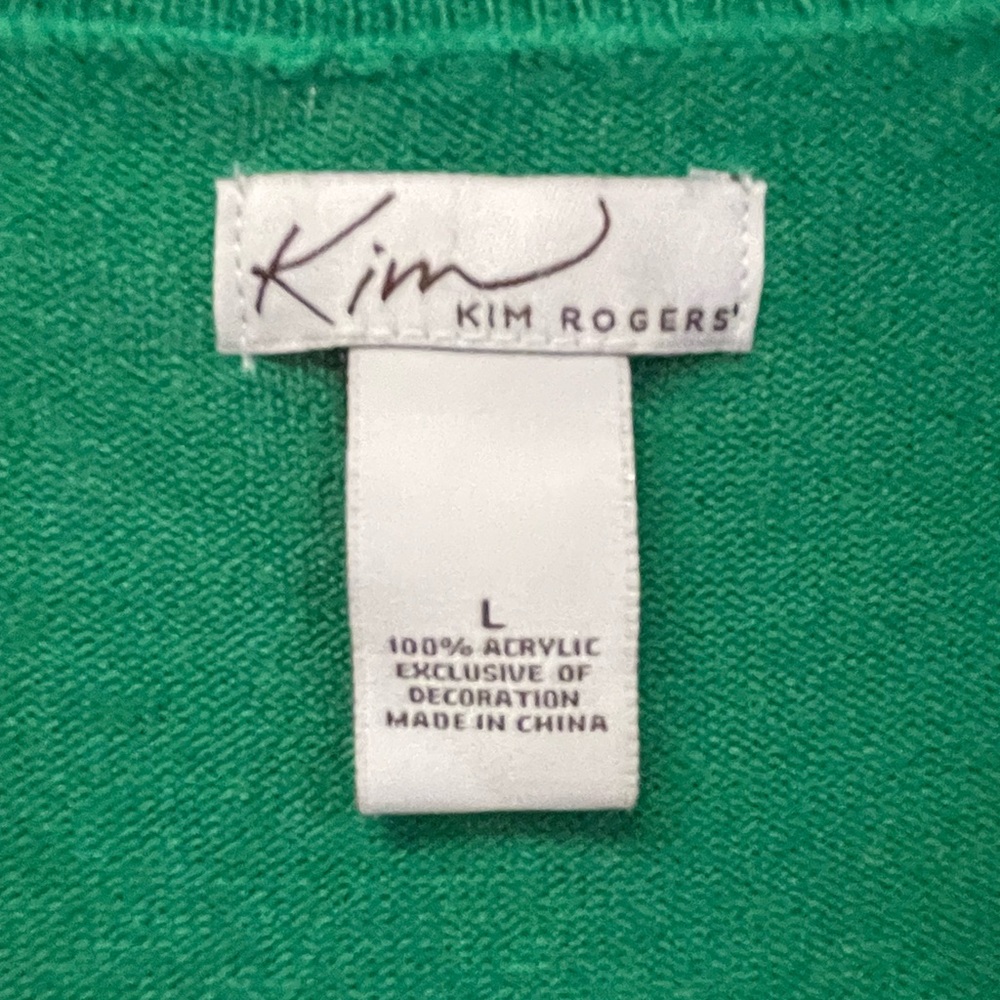 Kim
KIM ROGERS'
L
100% ACRYLIC
EXCLUSIVE OF
DECORATION
MADE IN CHINA